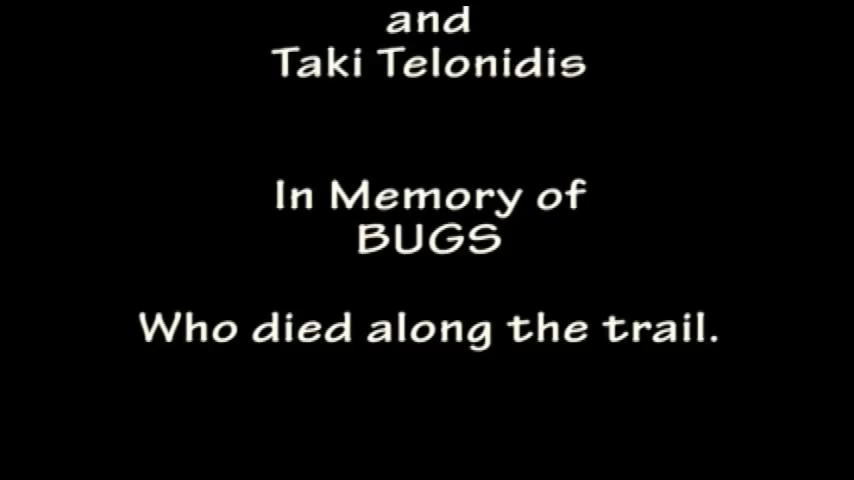 and
Taki Telonidis
In Memory of
BUGS
Who died along the trail.